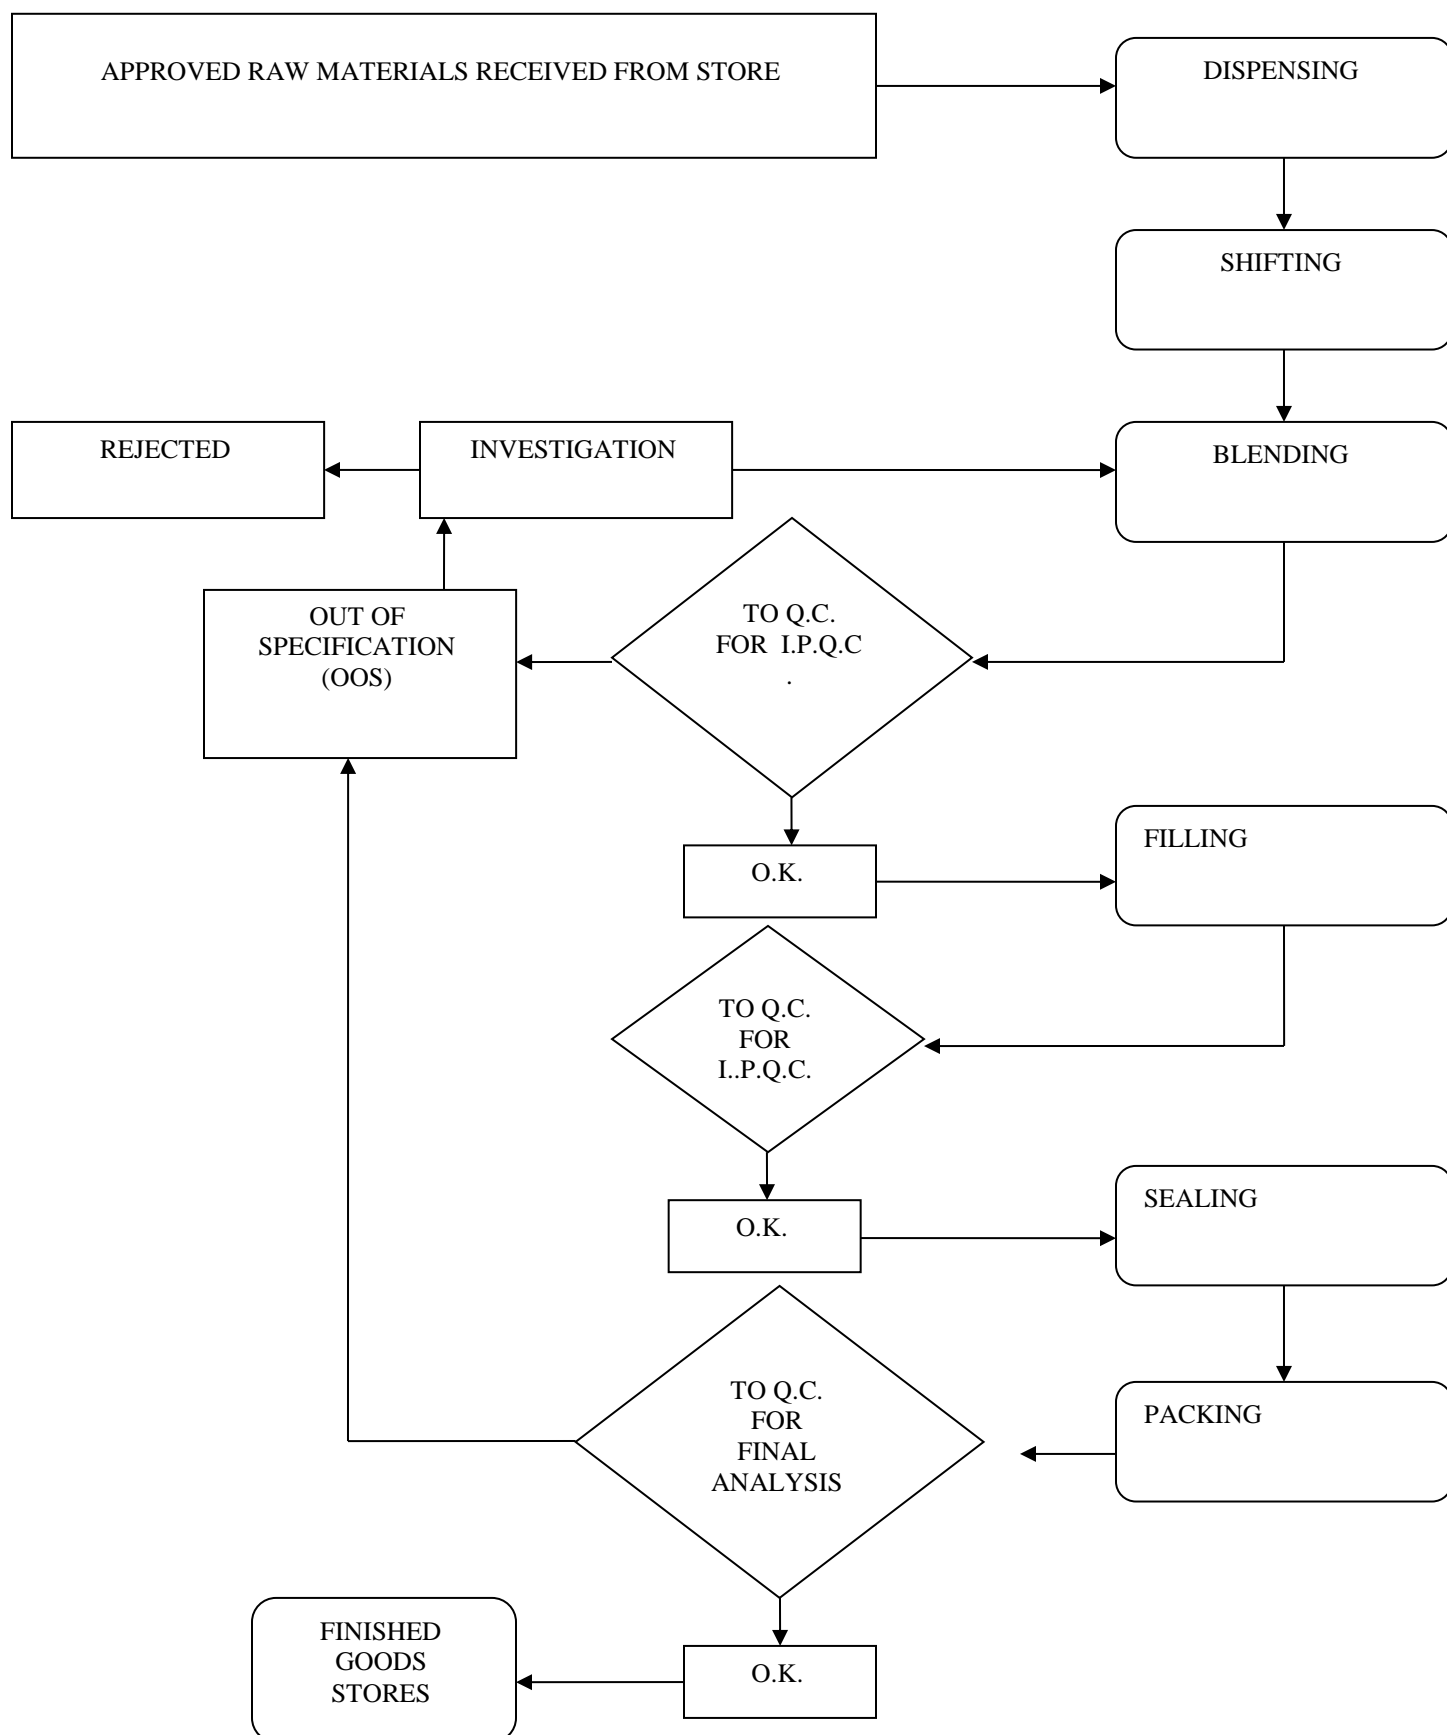 APPROVED RAW MATERIALS RECEIVED FROM STORE
DISPENSING
SHIFTING
REJECTED
INVESTIGATION
BLENDING
OUT OF
SPECIFICATION
(OOS)
TO Q.C.
FOR I.P.Q.C
.
O.K.
FILLING
TO Q.C.
FOR
I..P.Q.C.
O.K.
SEALING
TO Q.C.
FOR
FINAL
ANALYSIS
PACKING
FINISHED
GOODS
STORES
O.K.